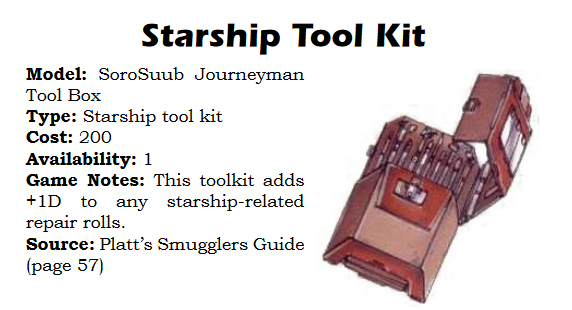 Starship Tool Kit
Model: SoroSuub Journeyman
Tool Box
Type: Starship tool kit
Cost: 200
Availability: 1
Game Notes: This toolkit adds
+1D to any starship-related
repair rolls.
Source: Platt's Smugglers Guide
(page 57)